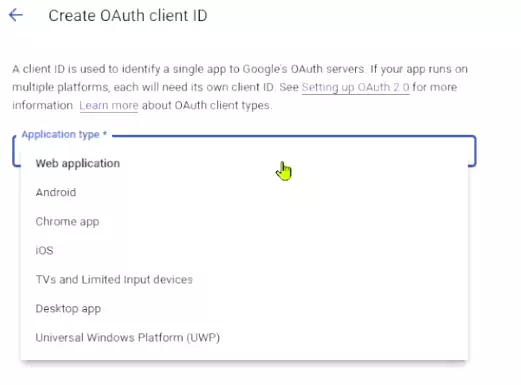 Create OAuth client ID
A client ID is used to identify a single app to Google's OAuth servers. If your app runs on
multiple platforms, each will need its own client ID. See Setting up OAuth 2.0 for more
information. Learn more about OAuth client types.
Application type *
Web application
Android
Chrome app
iOS
TVs and Limited Input devices
Desktop app
Universal Windows Platform (UWP)